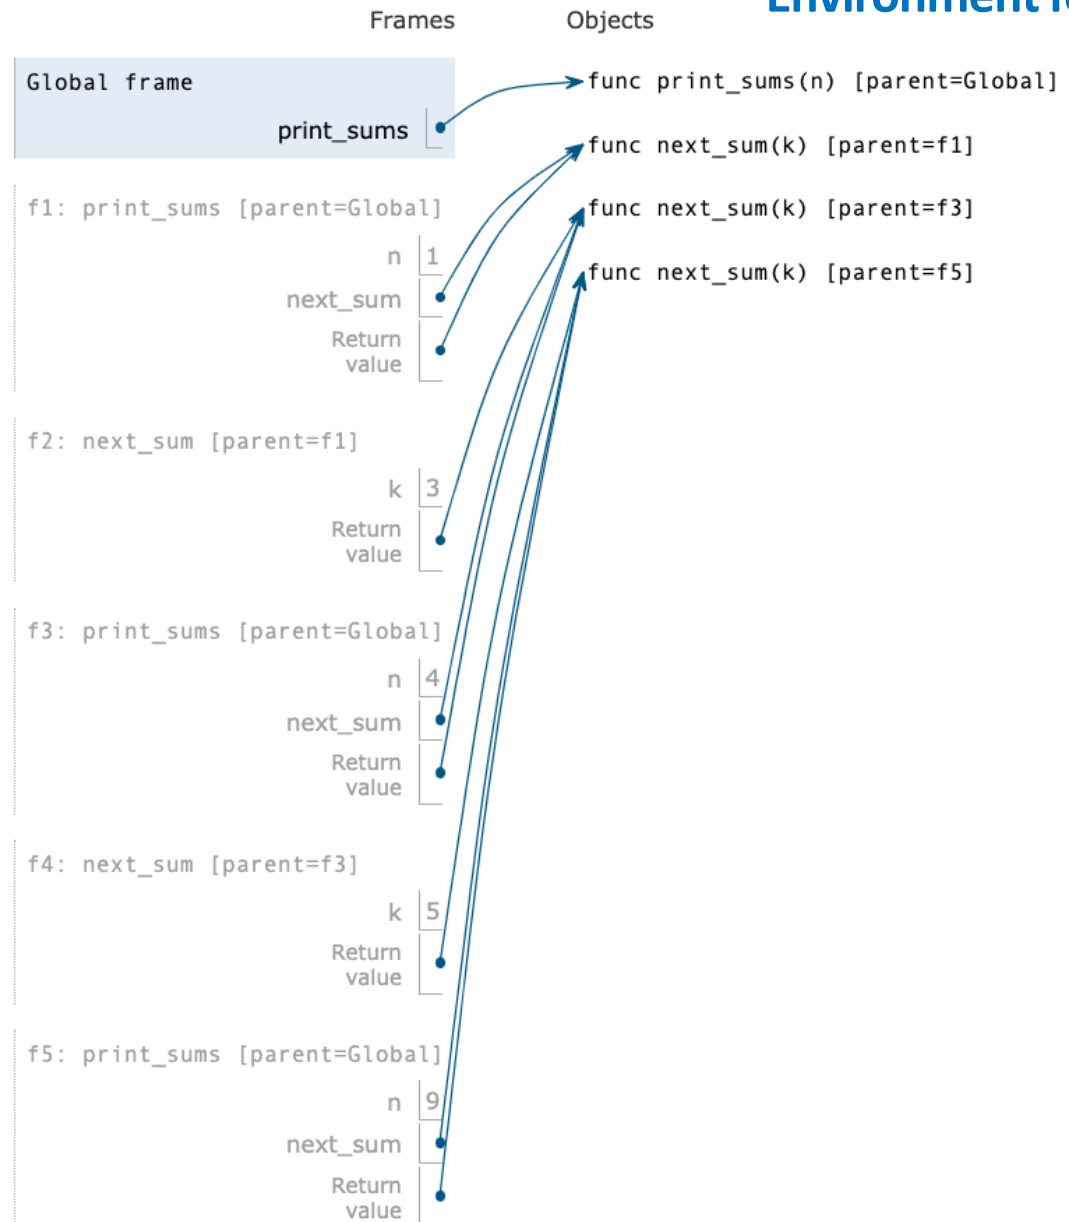 Environment fo
Frames Objects
Global frame
print_sums
func print_sums(n) [parent=Global]
func next_sum(k) [parent=f1]
func next_sum(k) [parent=f3]
func next_sum(k) [parent=f5]
f1: print_sums [parent=Global]
n 1
next_sum
Return
value
f2: next_sum [parent=f1]
k 3
Return
value
f3: print_sums [parent=Global]
n 4
next_sum
Return
value
f4: next_sum [parent=f3]
k 5
Return
value
f5: print_sums [parent=Global]
n 9
next_sum
Return
value